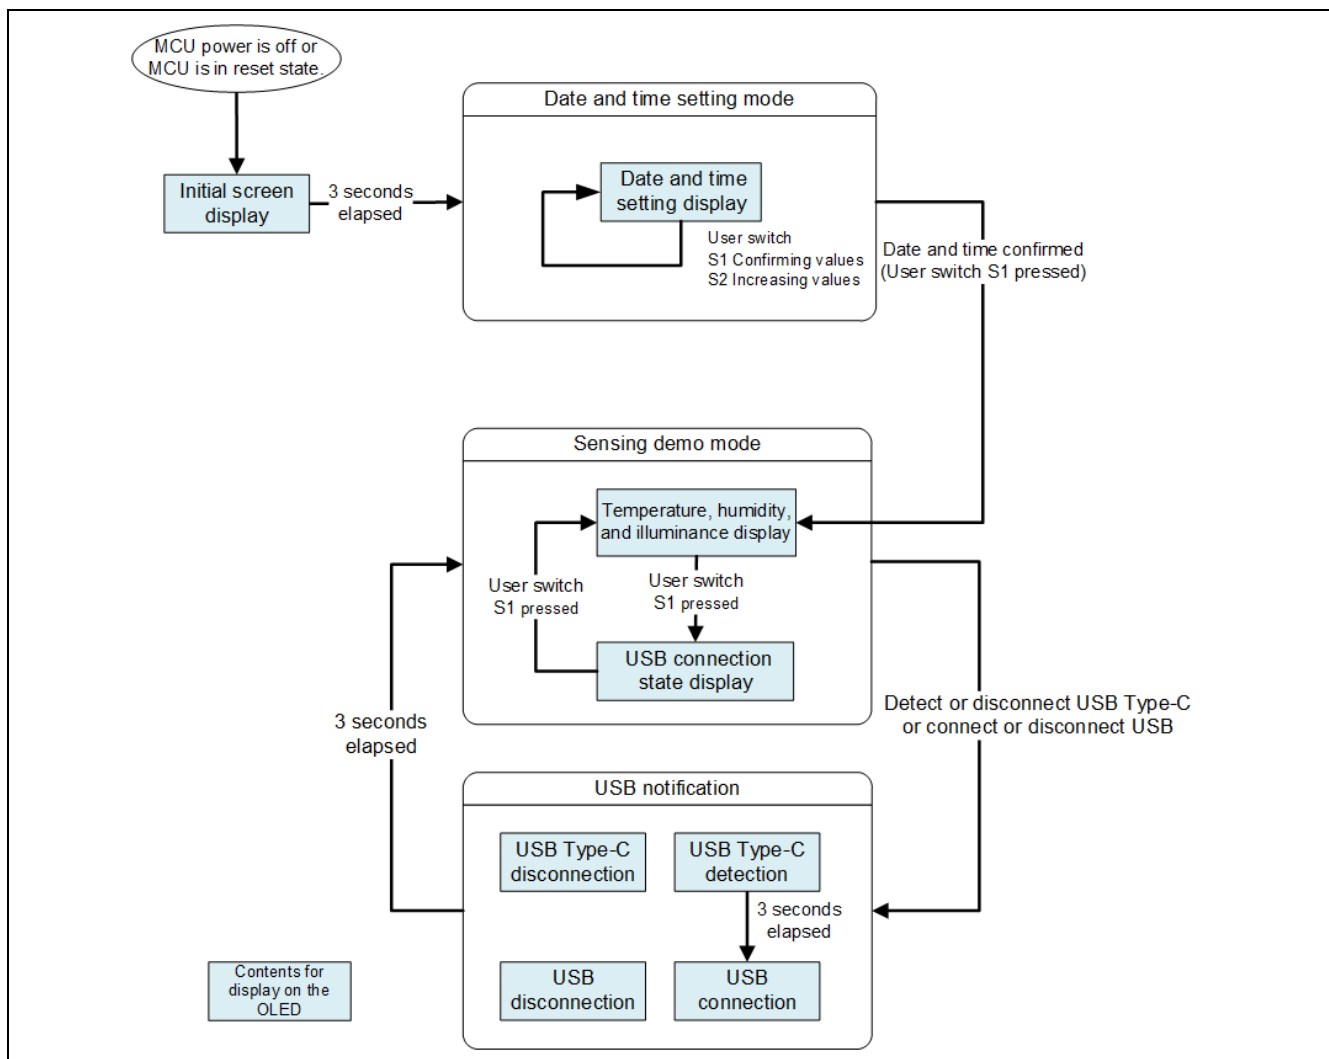 MCU power is off or
MCU is in reset state.
Date and time setting mode
Initial screen
display
3 seconds
elapsed
Date and time
setting display
User switch
S1 Confirming values
S2 Increasing values
Date and time confirmed
(User switch S1 pressed)
Sensing demo mode
Temperature, humidity,
and illuminance display
User switch
S1 pressed
User switch
S1 pressed
USB connection
state display
Detect or disconnect USB Type-C
or connect or disconnect USB
3 seconds
elapsed
USB notification
USB Type-C
disconnection
USB Type-C
detection
3 seconds
elapsed
USB
disconnection
USB
connection
Contents for
display on the
OLED